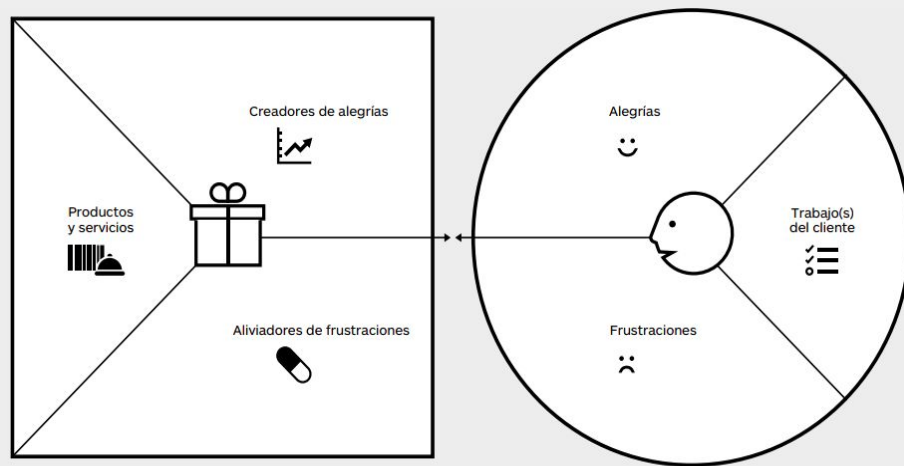 Creadores de alegrías
Productos
y servicios
Aliviadores de frustraciones
Alegrías
Trabajo(s)
del cliente
Frustraciones